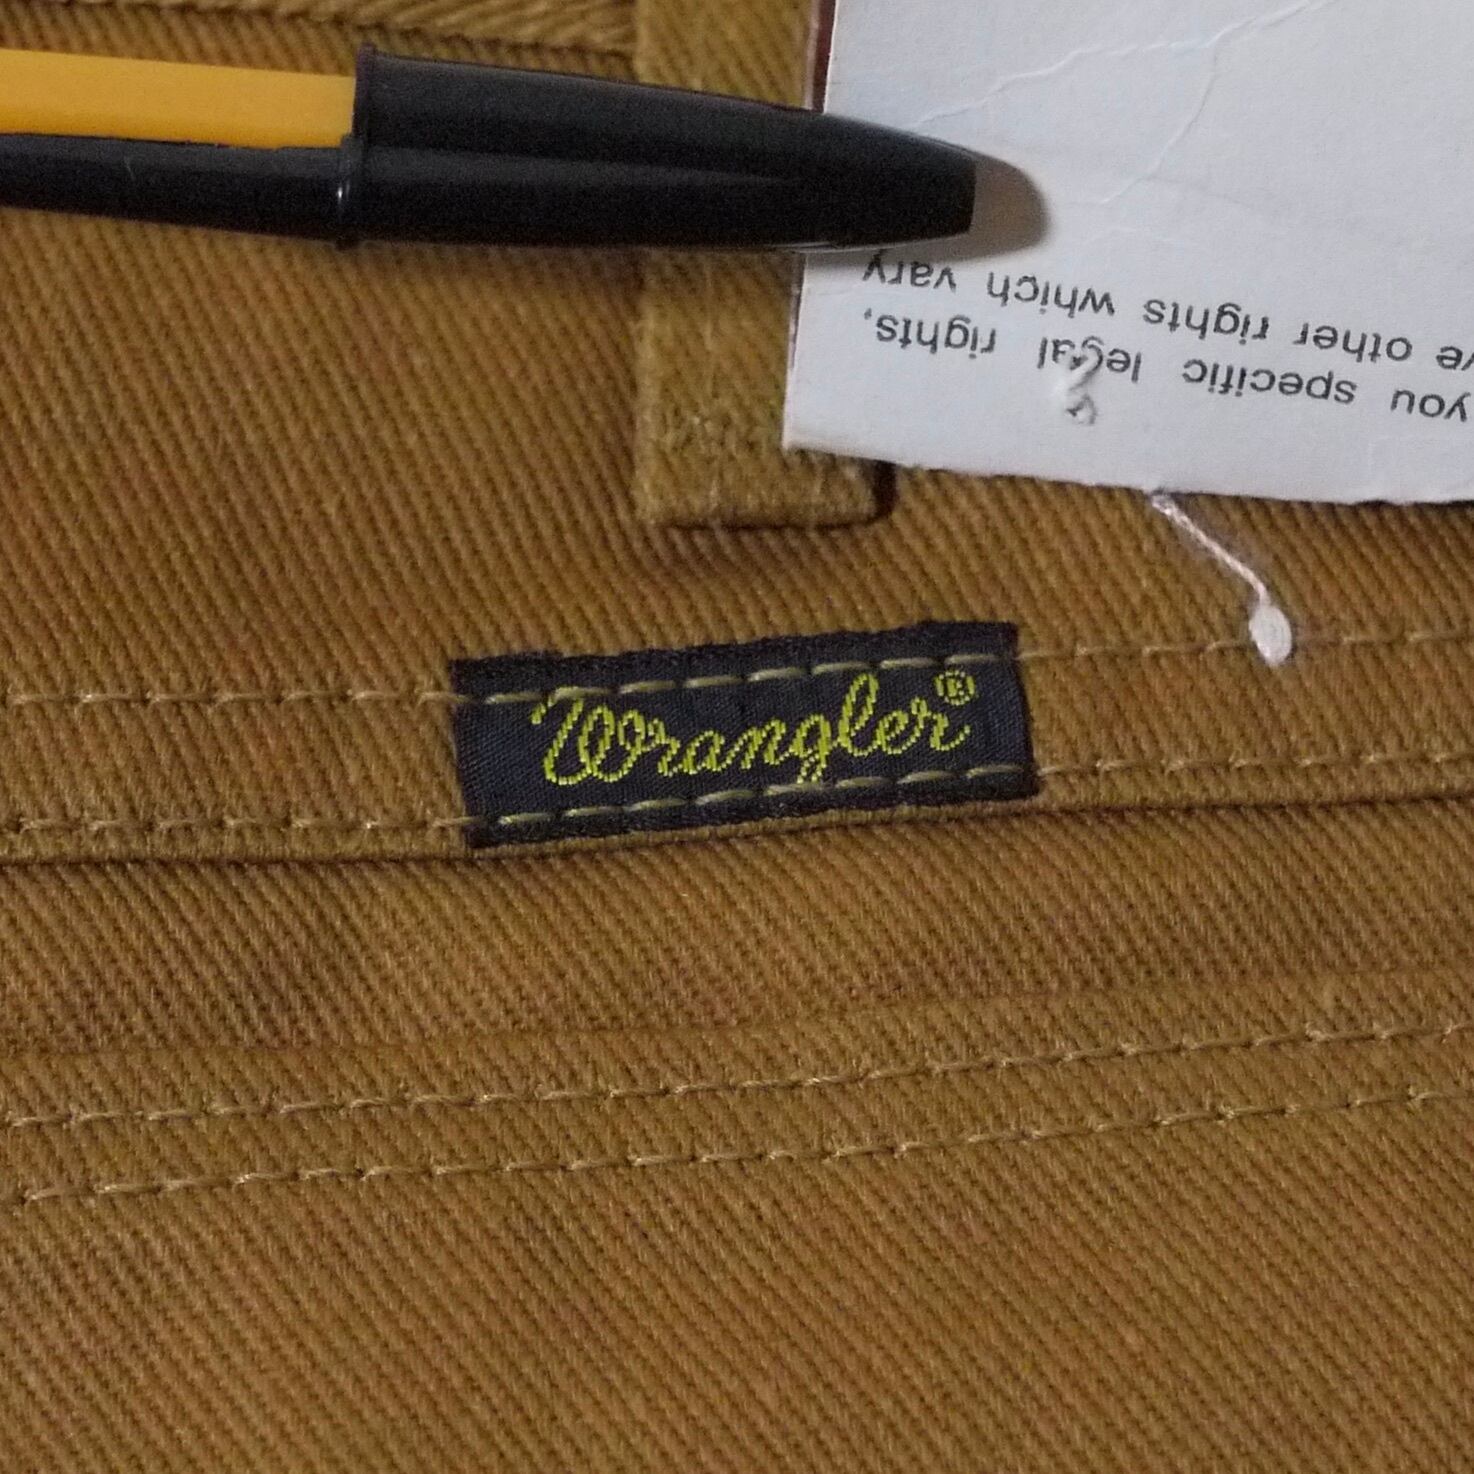 Wrangler®
you specific legal rights,
ve other rights which vary